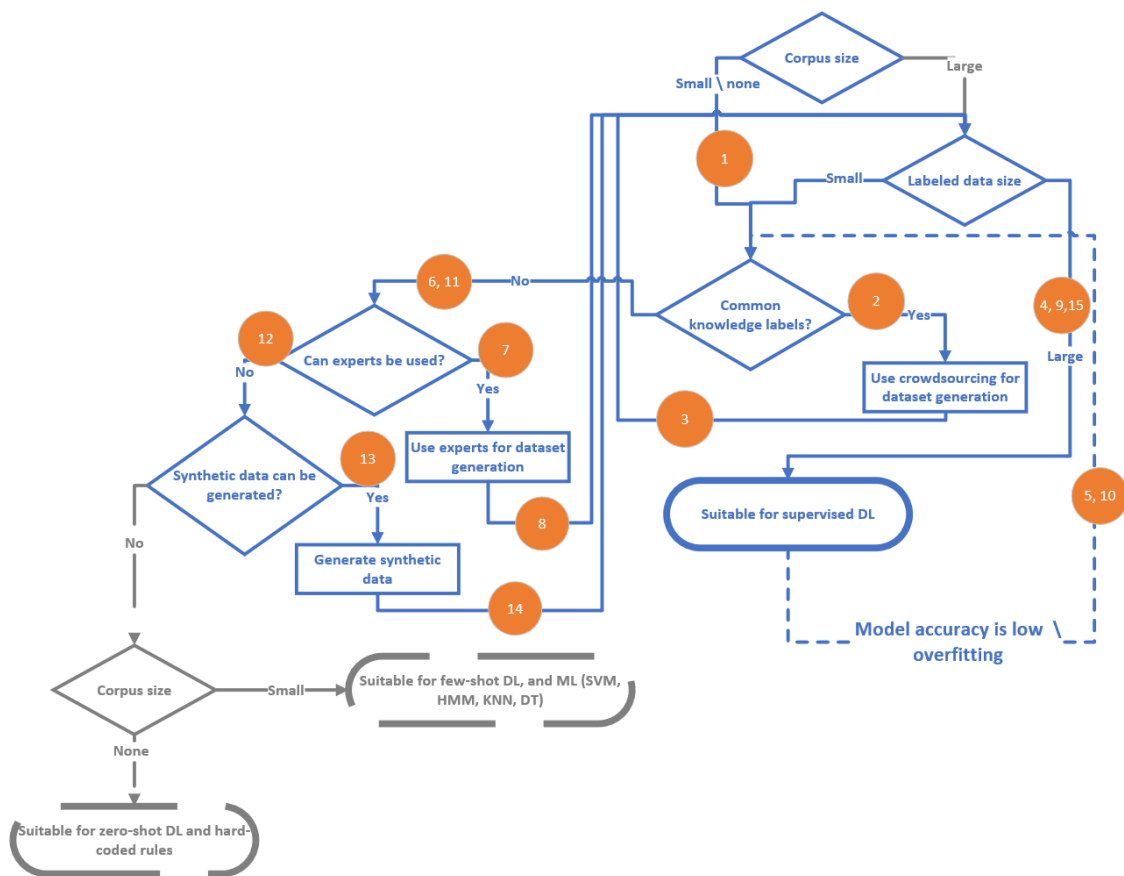 Corpus size
Large
Small \ none
1
Labeled data size
Small
6, 11
No
Common
knowledge labels?
2
Yes
4, 9,15
Large
12
Can experts be used?
7
No
Yes
Use crowdsourcing for
dataset generation
3
Use experts for dataset
generation
Synthetic data can be
generated?
13
Yes
5, 10
Suitable for supervised DL
8
No
Generate synthetic
data
14
Model accuracy is low \
overfitting
Corpus size
Small
Suitable for few-shot DL, and ML (SVM,
HMM, KNN, DT)
None
Suitable for zero-shot DL and hard-
coded rules